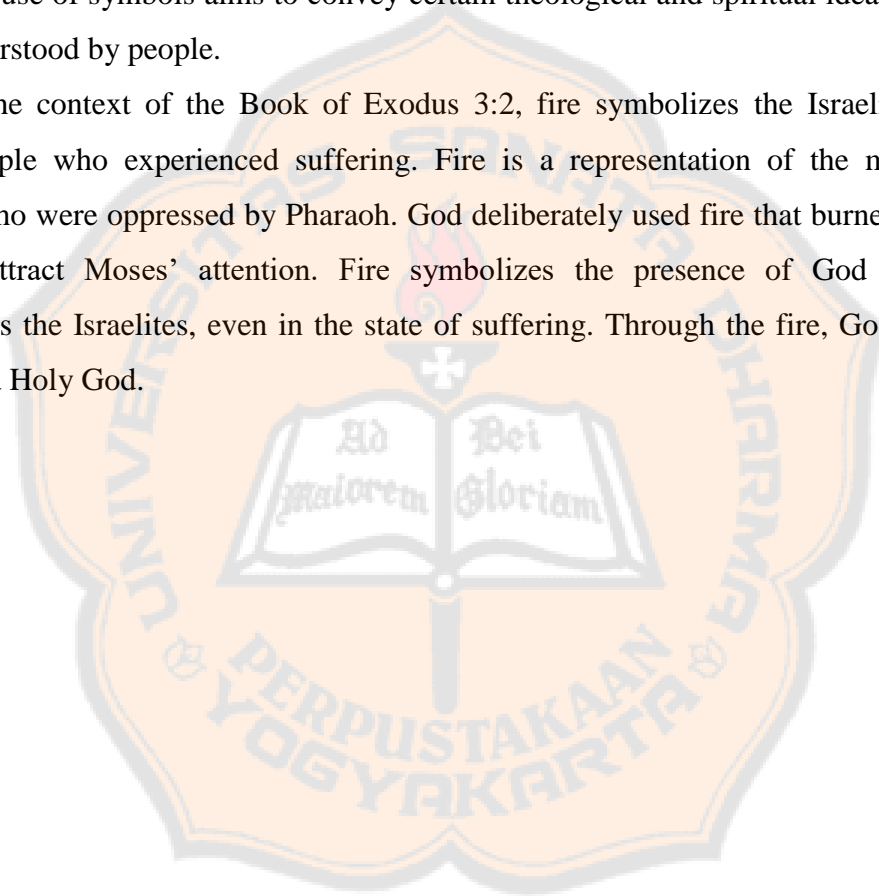 use of symbols aims to convey certain theological and spiritual idea
rstood by people.
he context of the Book of Exodus 3:2, fire symbolizes the Israel
ple who experienced suffering. Fire is a representation of the m
ho were oppressed by Pharaoh. God deliberately used fire that burne
ttract Moses’ attention. Fire symbolizes the presence of God
s the Israelites, even in the state of suffering. Through the fire, Go
Holy God.
UNIVERSITAS SANATA DHARMA
Ad Dei
maiorem Gloriam
PERPUSTAKAAN
YOGYAKARTA